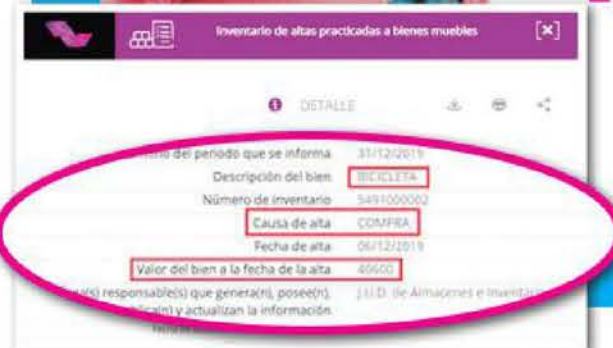 Inventario de altas practicadas a bienes muebles [×]
DETALLE
del periodo que se informa 31/12/2019
Descripción del bien BICICLETA
Número de inventario 5491000002
Causa de alta COMPRA
Fecha de alta 06/12/2019
Valor del bien a la fecha de la alta 40600
responsable(s) que genera(n), posee(n), J.U.D. de Almacenes e Inventarios
y actualizan la información